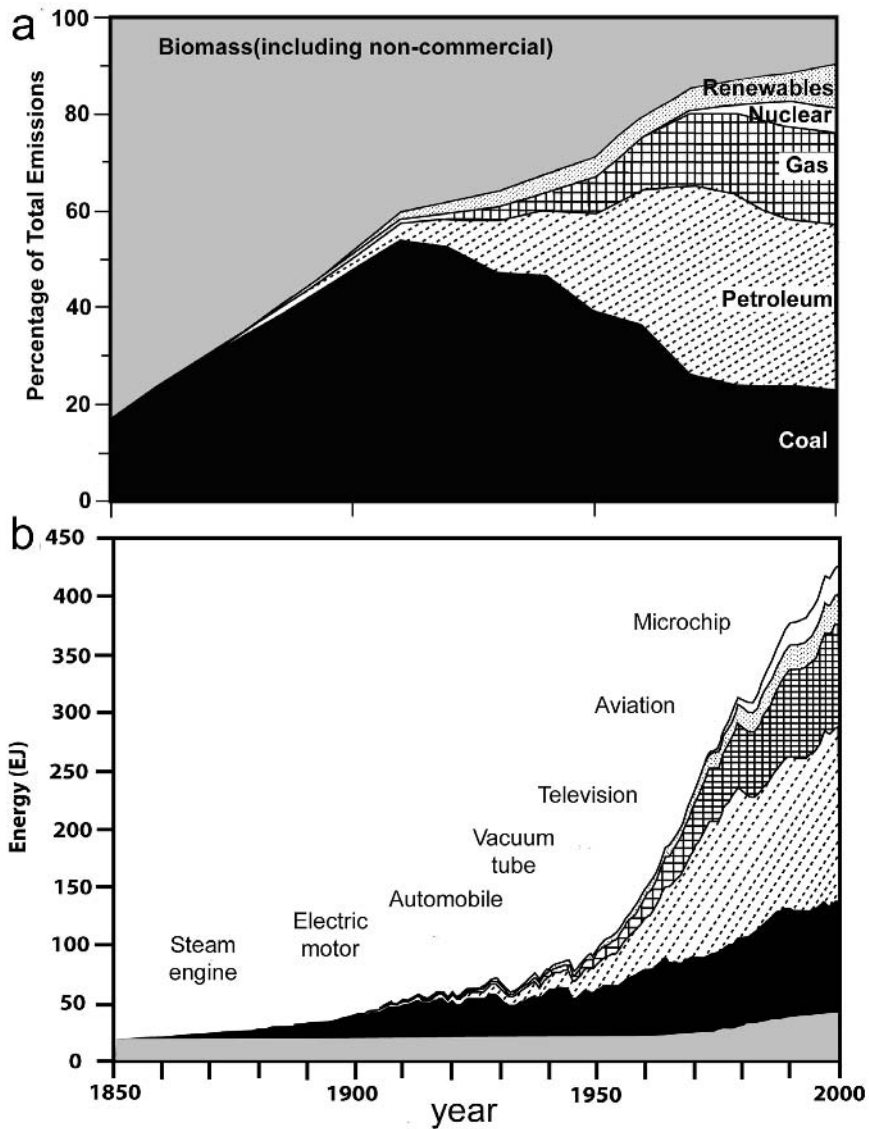 a
100
80
60
40
20
0
Percentage of Total Emissions
Biomass(including non-commercial)
Renewables
Nuclear
Gas
Petroleum
Coal
b
450
400
350
300
250
200
150
100
50
0
Energy (EJ)
Microchip
Aviation
Television
Vacuum
tube
Automobile
Electric
motor
Steam
engine
1850
1900
1950
2000
year